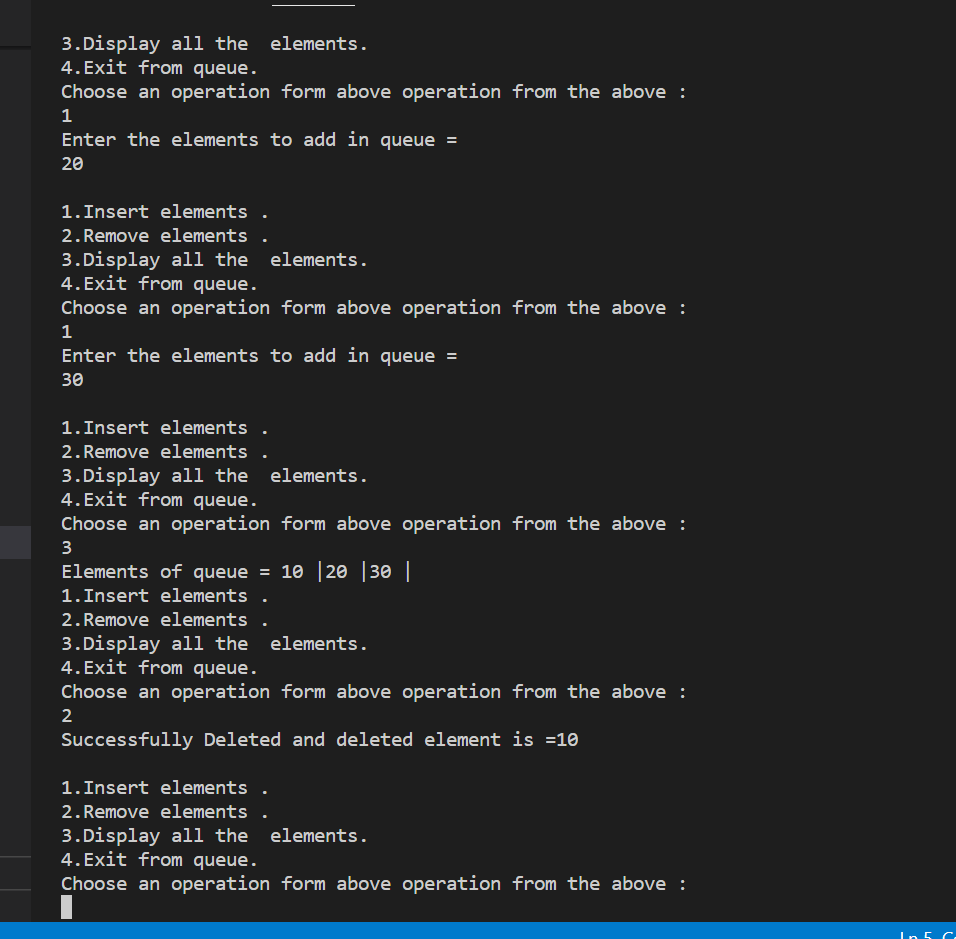 3.Display all the  elements.
4.Exit from queue.
Choose an operation form above operation from the above :
1
Enter the elements to add in queue =
20
1.Insert elements .
2.Remove elements .
3.Display all the  elements.
4.Exit from queue.
Choose an operation form above operation from the above :
1
Enter the elements to add in queue =
30
1.Insert elements .
2.Remove elements .
3.Display all the  elements.
4.Exit from queue.
Choose an operation form above operation from the above :
3
Elements of queue = 10 |20 |30 |
1.Insert elements .
2.Remove elements .
3.Display all the  elements.
4.Exit from queue.
Choose an operation form above operation from the above :
2
Successfully Deleted and deleted element is =10
1.Insert elements .
2.Remove elements .
3.Display all the  elements.
4.Exit from queue.
Choose an operation form above operation from the above :
Ln 5,